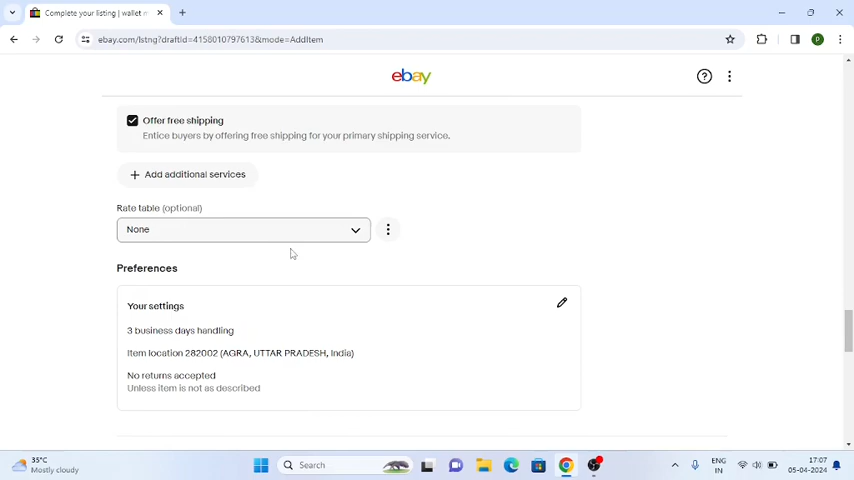 Complete your listing | wallet m
ebay.com/lstng?draftId=4158010797613&mode=AddItem
P
ebay
Offer free shipping
Entice buyers by offering free shipping for your primary shipping service.
+ Add additional services
Rate table (optional)
None
Preferences
Your settings
3 business days handling
Item location 282002 (AGRA, UTTAR PRADESH, India)
No returns accepted
Unless item is not as described
35°C
Mostly cloudy
Search
ENG
IN
17:07
05-04-2024